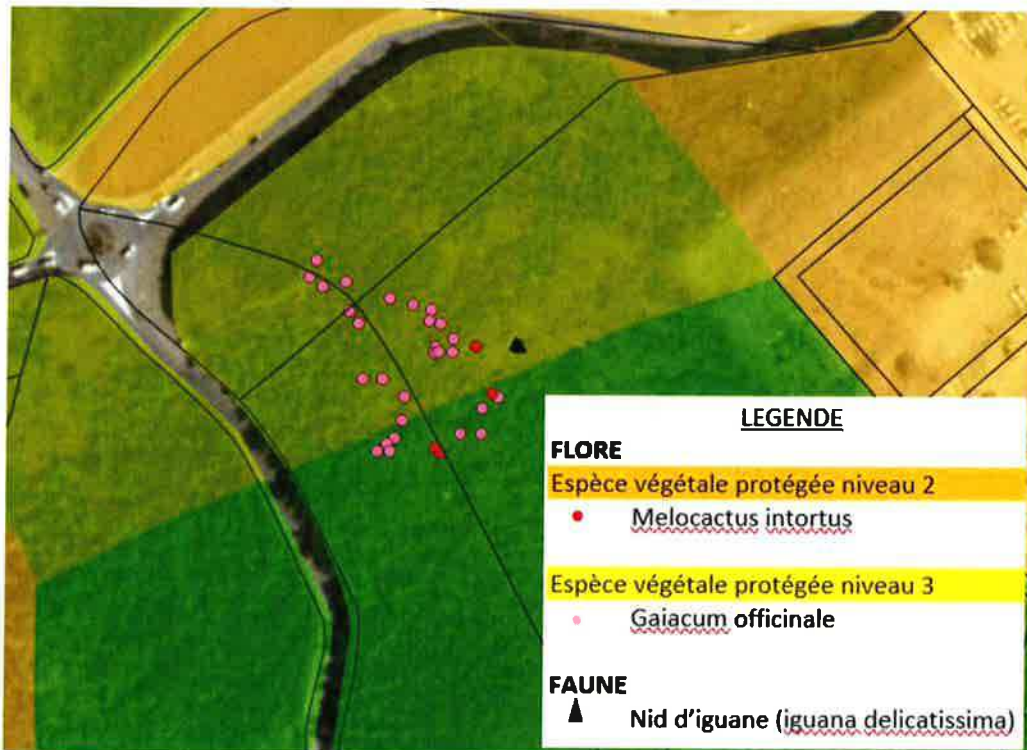 LEGENDE
FLORE
Espèce végétale protégée niveau 2
Melocactus intortus
Espèce végétale protégée niveau 3
Gaiacum officinale
FAUNE
Nid d'iguane (iguana delicatissima)